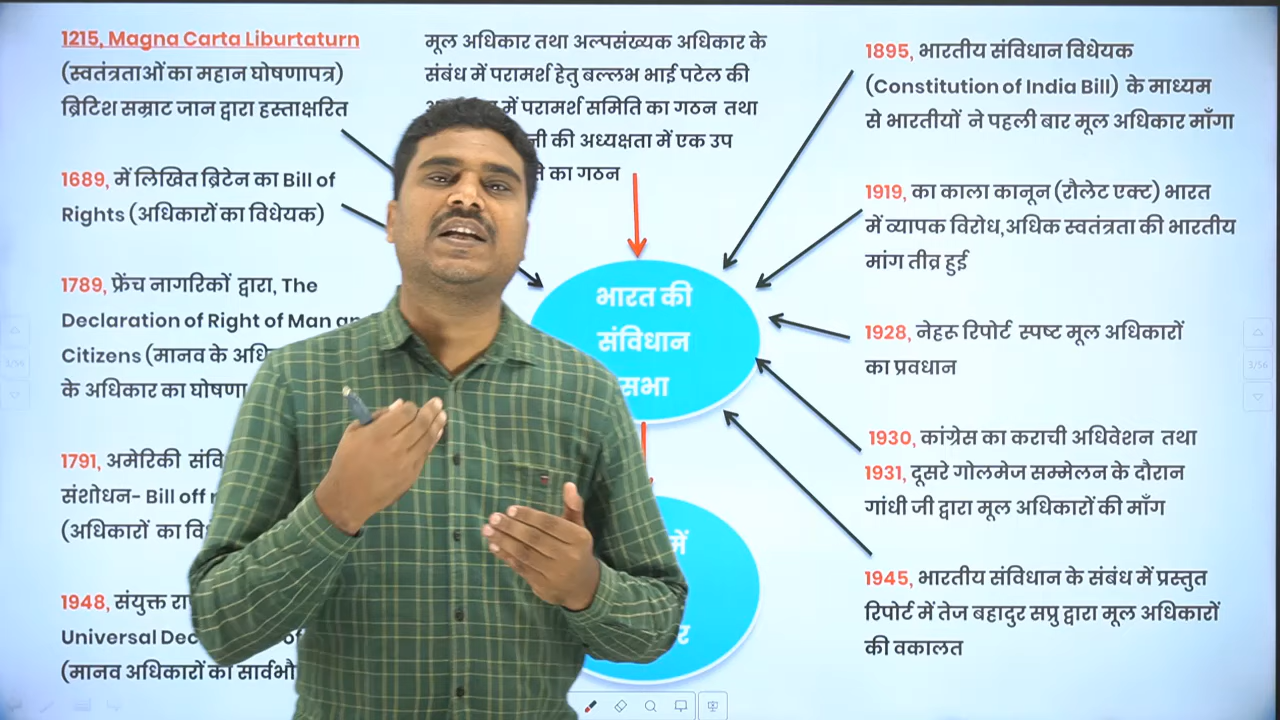 1215, Magna Carta Liburtaturn
(स्वतंत्रताओं का महान घोषणापत्र)
ब्रिटिश सम्राट जान द्वारा हस्ताक्षरित
1689, में लिखित ब्रिटेन का Bill of
Rights (अधिकारों का विधेयक)
1789, फ्रेंच नागरिकों द्वारा, The
Declaration of Right of Man
Citizens (मानव के
के अधिकार का घोषणा
1791, अमेरिकी
संशोधन- Bill off
(अधिकारों का
1948, संयुक्त
Universal
(मानव अधिकारों का
मूल अधिकार तथा अल्पसंख्यक अधिकार के
संबंध में परामर्श हेतु बल्लभ भाई पटेल की
में परामर्श समिति का गठन तथा
की अध्यक्षता में एक उप
का गठन
भारत की
संविधान
सभा
में
1895, भारतीय संविधान विधेयक
(Constitution of India Bill) के माध्यम
से भारतीयों ने पहली बार मूल अधिकार माँगा
1919, का काला कानून (रौलेट एक्ट) भारत
में व्यापक विरोध,अधिक स्वतंत्रता की भारतीय
मांग तीव्र हुई
1928, नेहरू रिपोर्ट स्पष्ट मूल अधिकारों
का प्रवधान
1930, कांग्रेस का कराची अधिवेशन तथा
1931, दूसरे गोलमेज सम्मेलन के दौरान
गांधी जी द्वारा मूल अधिकारों की माँग
1945, भारतीय संविधान के संबंध में प्रस्तुत
रिपोर्ट में तेज बहादुर सप्रु द्वारा मूल अधिकारों
की वकालत
3/56
3/56